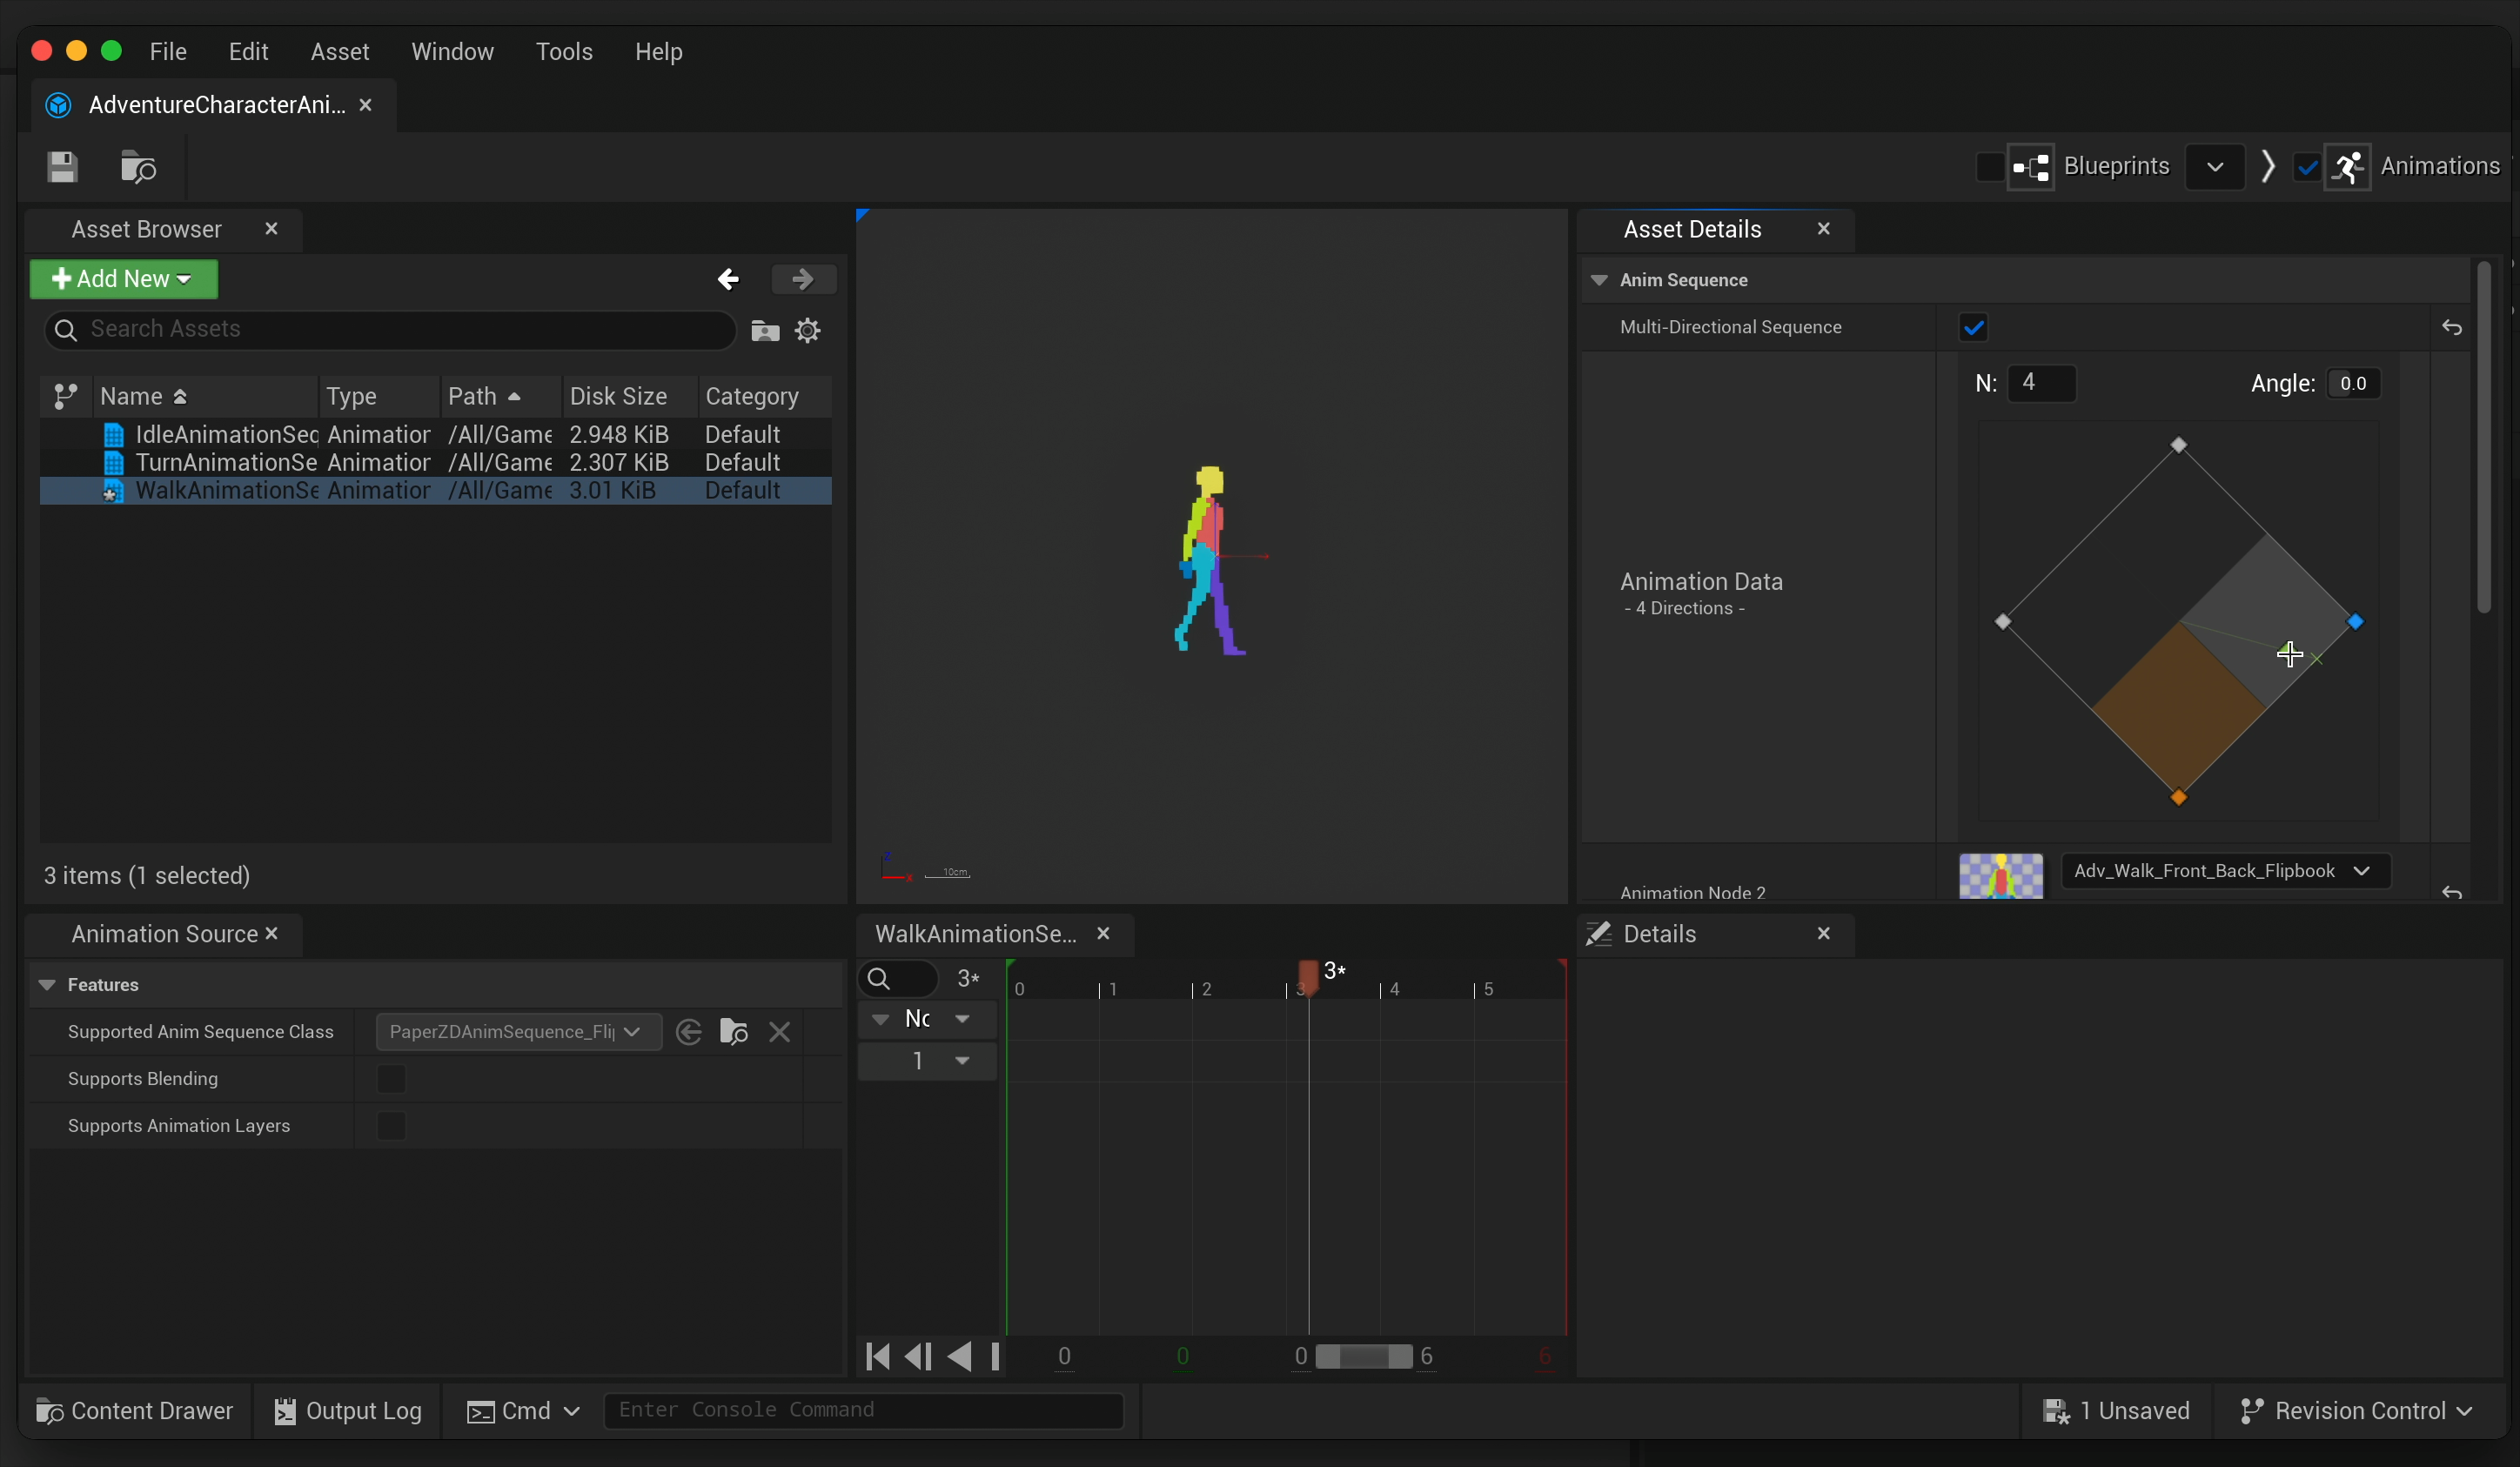 File Edit Asset Window Tools Help
AdventureCharacterAni...
Blueprints Animations
Asset Browser
Add New
Search Assets
Name Type Path Disk Size Category
IdleAnimationSeq Animatior /All/Game 2.948 KiB Default
TurnAnimationSe Animatior /All/Game 2.307 KiB Default
WalkAnimationSe Animatior /All/Game 3.01 KiB Default
3 items (1 selected)
Z
X
10cm
Asset Details
Anim Sequence
Multi-Directional Sequence
N: 4 Angle: 0.0
Animation Data
- 4 Directions -
Animation Node 2 Adv_Walk_Front_Back_Flipbook
Animation Source
Features
Supported Anim Sequence Class PaperZDAnimSequence_Fli
Supports Blending
Supports Animation Layers
WalkAnimationSe...
3* 3*
0 1 2 3 4 5
Nc
1
0 0 0 6 6
Details
Content Drawer Output Log Cmd Enter Console Command 1 Unsaved Revision Control